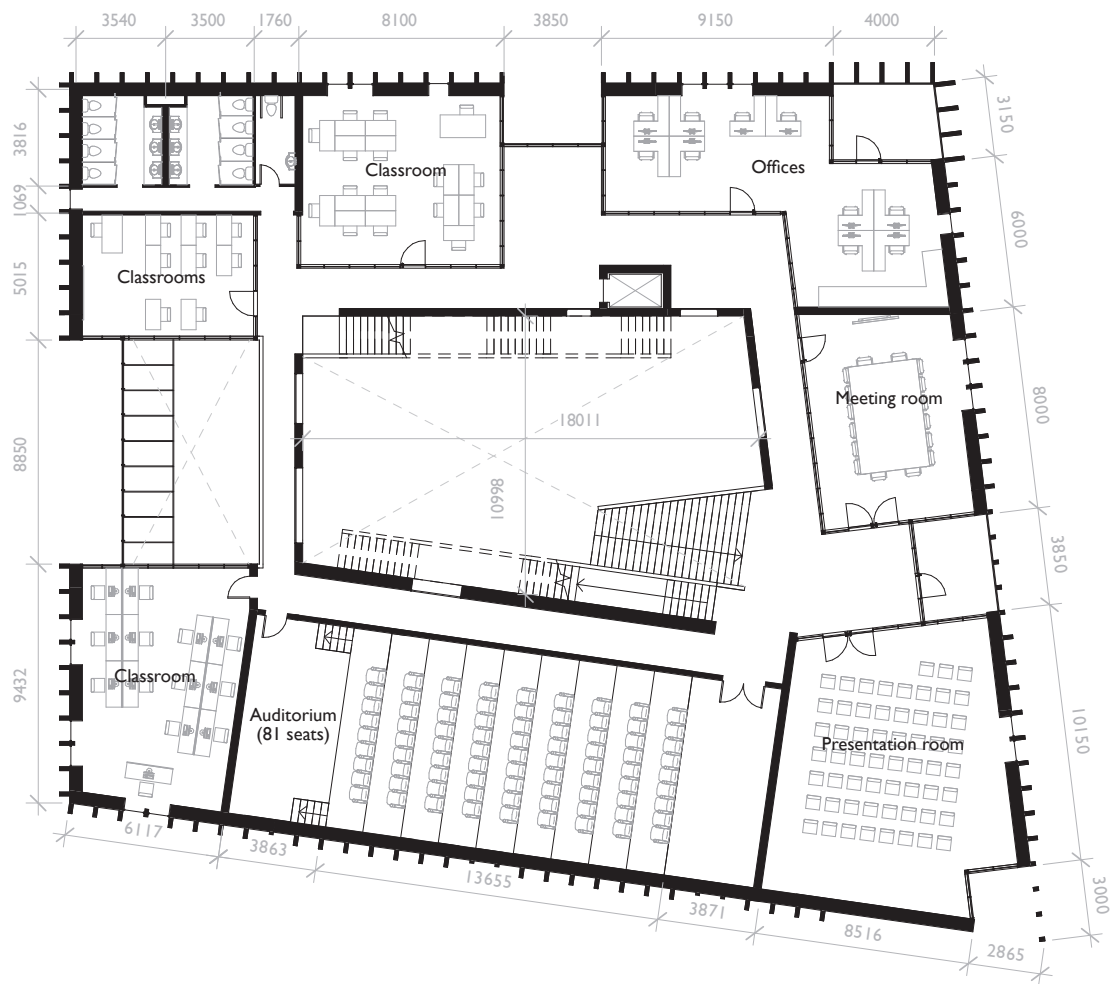 3540 3500 1760 8100 3850 9150 4000
3150
3816
Classroom
Offices
1069
6000
5015
Classrooms
Meeting room
8000
18011
8850
10998
3850
9432
Classroom
Auditorium
(81 seats)
Presentation room
10150
6117
3863
13655
3871
8516
2865
3000